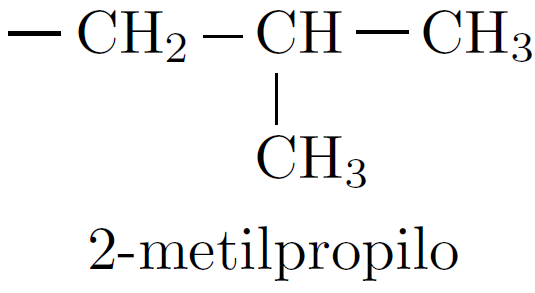 — CH₂ — CH — CH₃
|
CH₃
2-metilpropilo